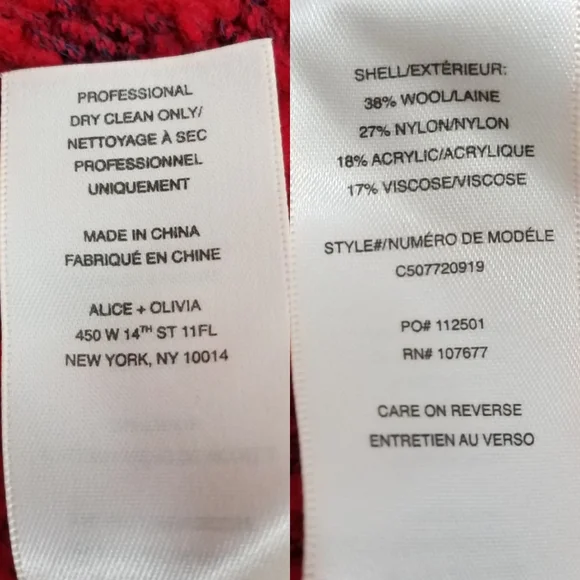 PROFESSIONAL
DRY CLEAN ONLY/
NETTOYAGE À SEC
PROFESSIONNEL
UNIQUEMENT
MADE IN CHINA
FABRIQUÉ EN CHINE
ALICE + OLIVIA
450 W 14TH ST 11FL
NEW YORK, NY 10014
SHELL/EXTÉRIEUR:
38% WOOL/LAINE
27% NYLON/NYLON
18% ACRYLIC/ACRYLIQUE
17% VISCOSE/VISCOSE
STYLE#/NUMÉRO DE MODÉLE
C507720919
PO# 112501
RN# 107677
CARE ON REVERSE
ENTRETIEN AU VERSO